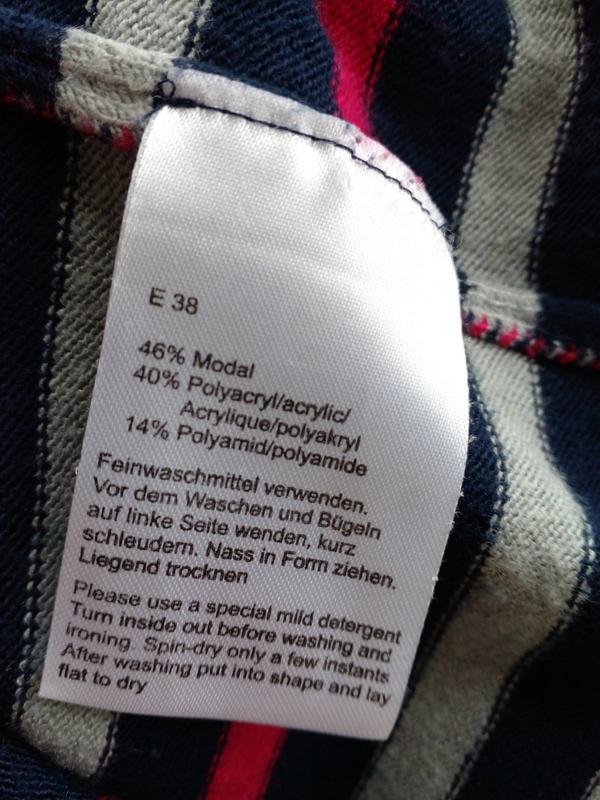 E 38
46% Modal
40% Polyacryl/acrylic/
Acrylique/polyakryl
14% Polyamid/polyamide
Feinwaschmittel verwenden.
Vor dem Waschen und Bügeln
auf linke Seite wenden, kurz
schleudern. Nass in Form ziehen.
Liegend trocknen
Please use a special mild detergent
Turn inside out before washing and
ironing. Spin-dry only a few instants
After washing put into shape and lay
flat to dry